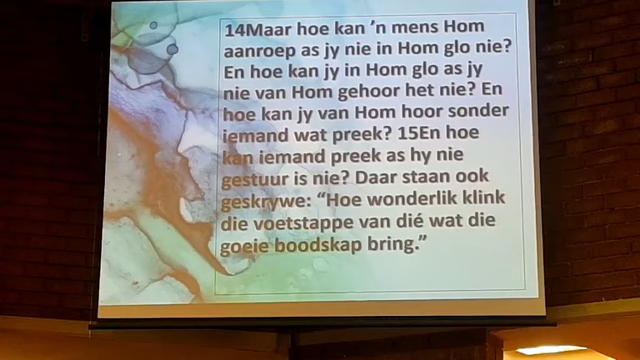 14Maar hoe kan ’n mens Hom
aanroep as jy nie in Hom glo nie?
En hoe kan jy in Hom glo as jy
nie van Hom gehoor het nie? En
hoe kan jy van Hom hoor sonder
iemand wat preek? 15En hoe
kan iemand preek as hy nie
gestuur is nie? Daar staan ook
geskrywe: “Hoe wonderlik klink
die voetstappe van dié wat die
goeie boodskap bring.”